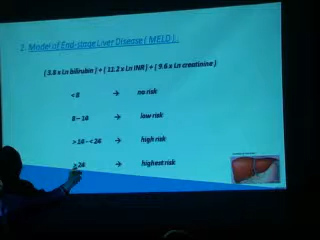 2. Model of End-stage Liver Disease ( MELD ) .
( 3.8 x Ln bilirubin ) + ( 11.2 x Ln INR ) + ( 9.6 x Ln creatinine )
< 8 → no risk
8 – 16 → low risk
> 16 - < 24 → high risk
> 24 → highest risk